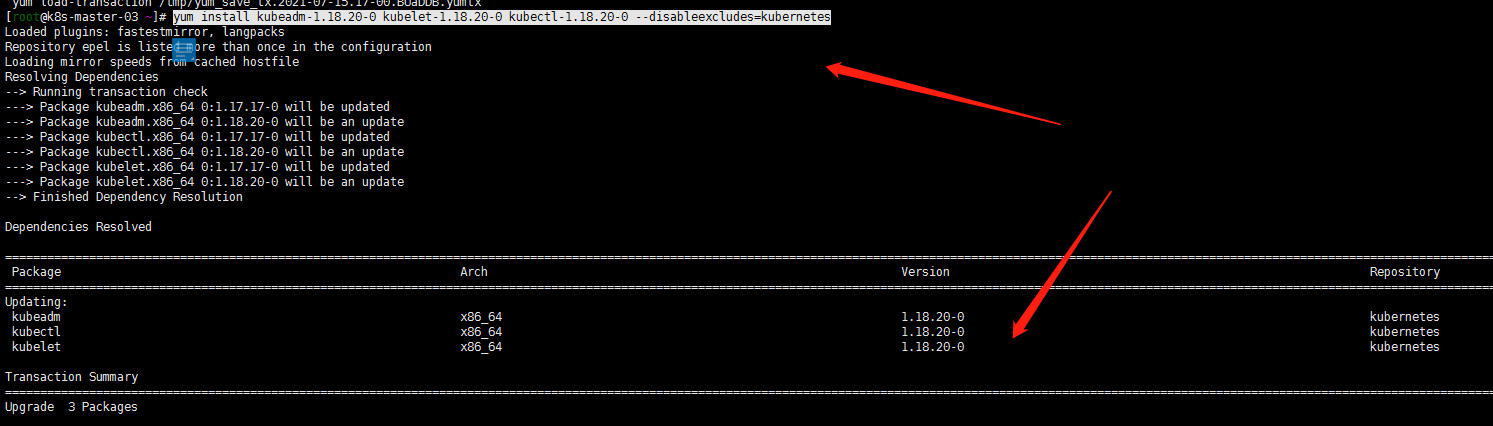 yum load-transaction /tmp/yum_save_tx.2021-07-15.17-00.BOaDDB.yumtx
[root@k8s-master-03 ~]# yum install kubeadm-1.18.20-0 kubelet-1.18.20-0 kubectl-1.18.20-0 --disableexcludes=kubernetes
Loaded plugins: fastestmirror, langpacks
Repository epel is listed more than once in the configuration
Loading mirror speeds from cached hostfile
Resolving Dependencies
--> Running transaction check
---> Package kubeadm.x86_64 0:1.17.17-0 will be updated
---> Package kubeadm.x86_64 0:1.18.20-0 will be an update
---> Package kubectl.x86_64 0:1.17.17-0 will be updated
---> Package kubectl.x86_64 0:1.18.20-0 will be an update
---> Package kubelet.x86_64 0:1.17.17-0 will be updated
---> Package kubelet.x86_64 0:1.18.20-0 will be an update
--> Finished Dependency Resolution
Dependencies Resolved
Package Arch Version Repository
Updating:
kubeadm x86_64 1.18.20-0 kubernetes
kubectl x86_64 1.18.20-0 kubernetes
kubelet x86_64 1.18.20-0 kubernetes
Transaction Summary
Upgrade 3 Packages